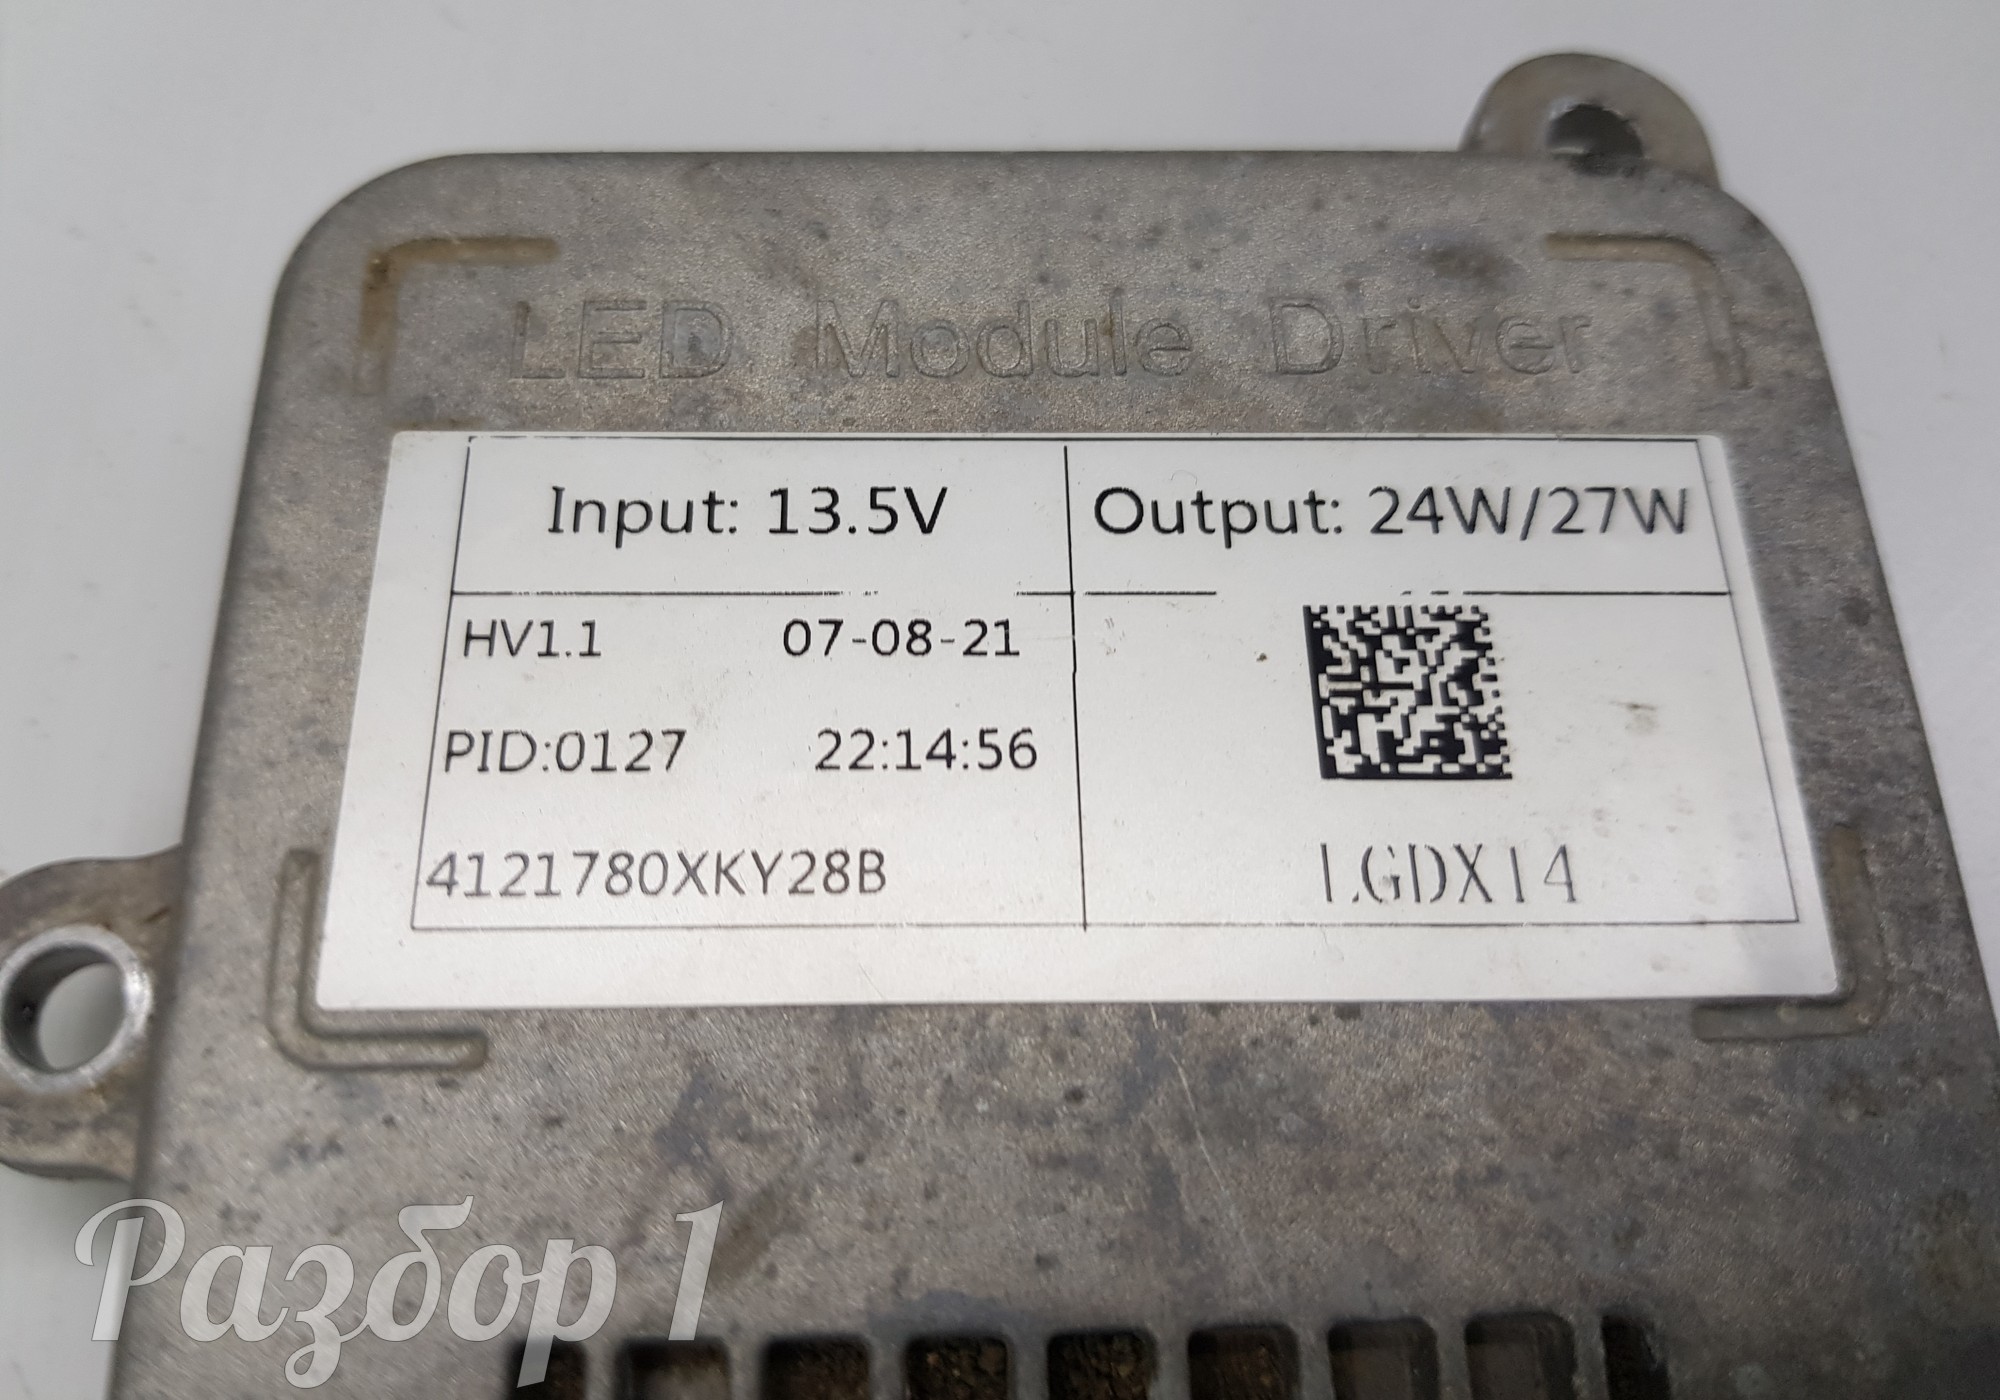 LED Module Driver
Input: 13.5V Output: 24W/27W
HV1.1 07-08-21
PID:0127 22:14:56
4121780XKY28B LGDX14
Разбор 1